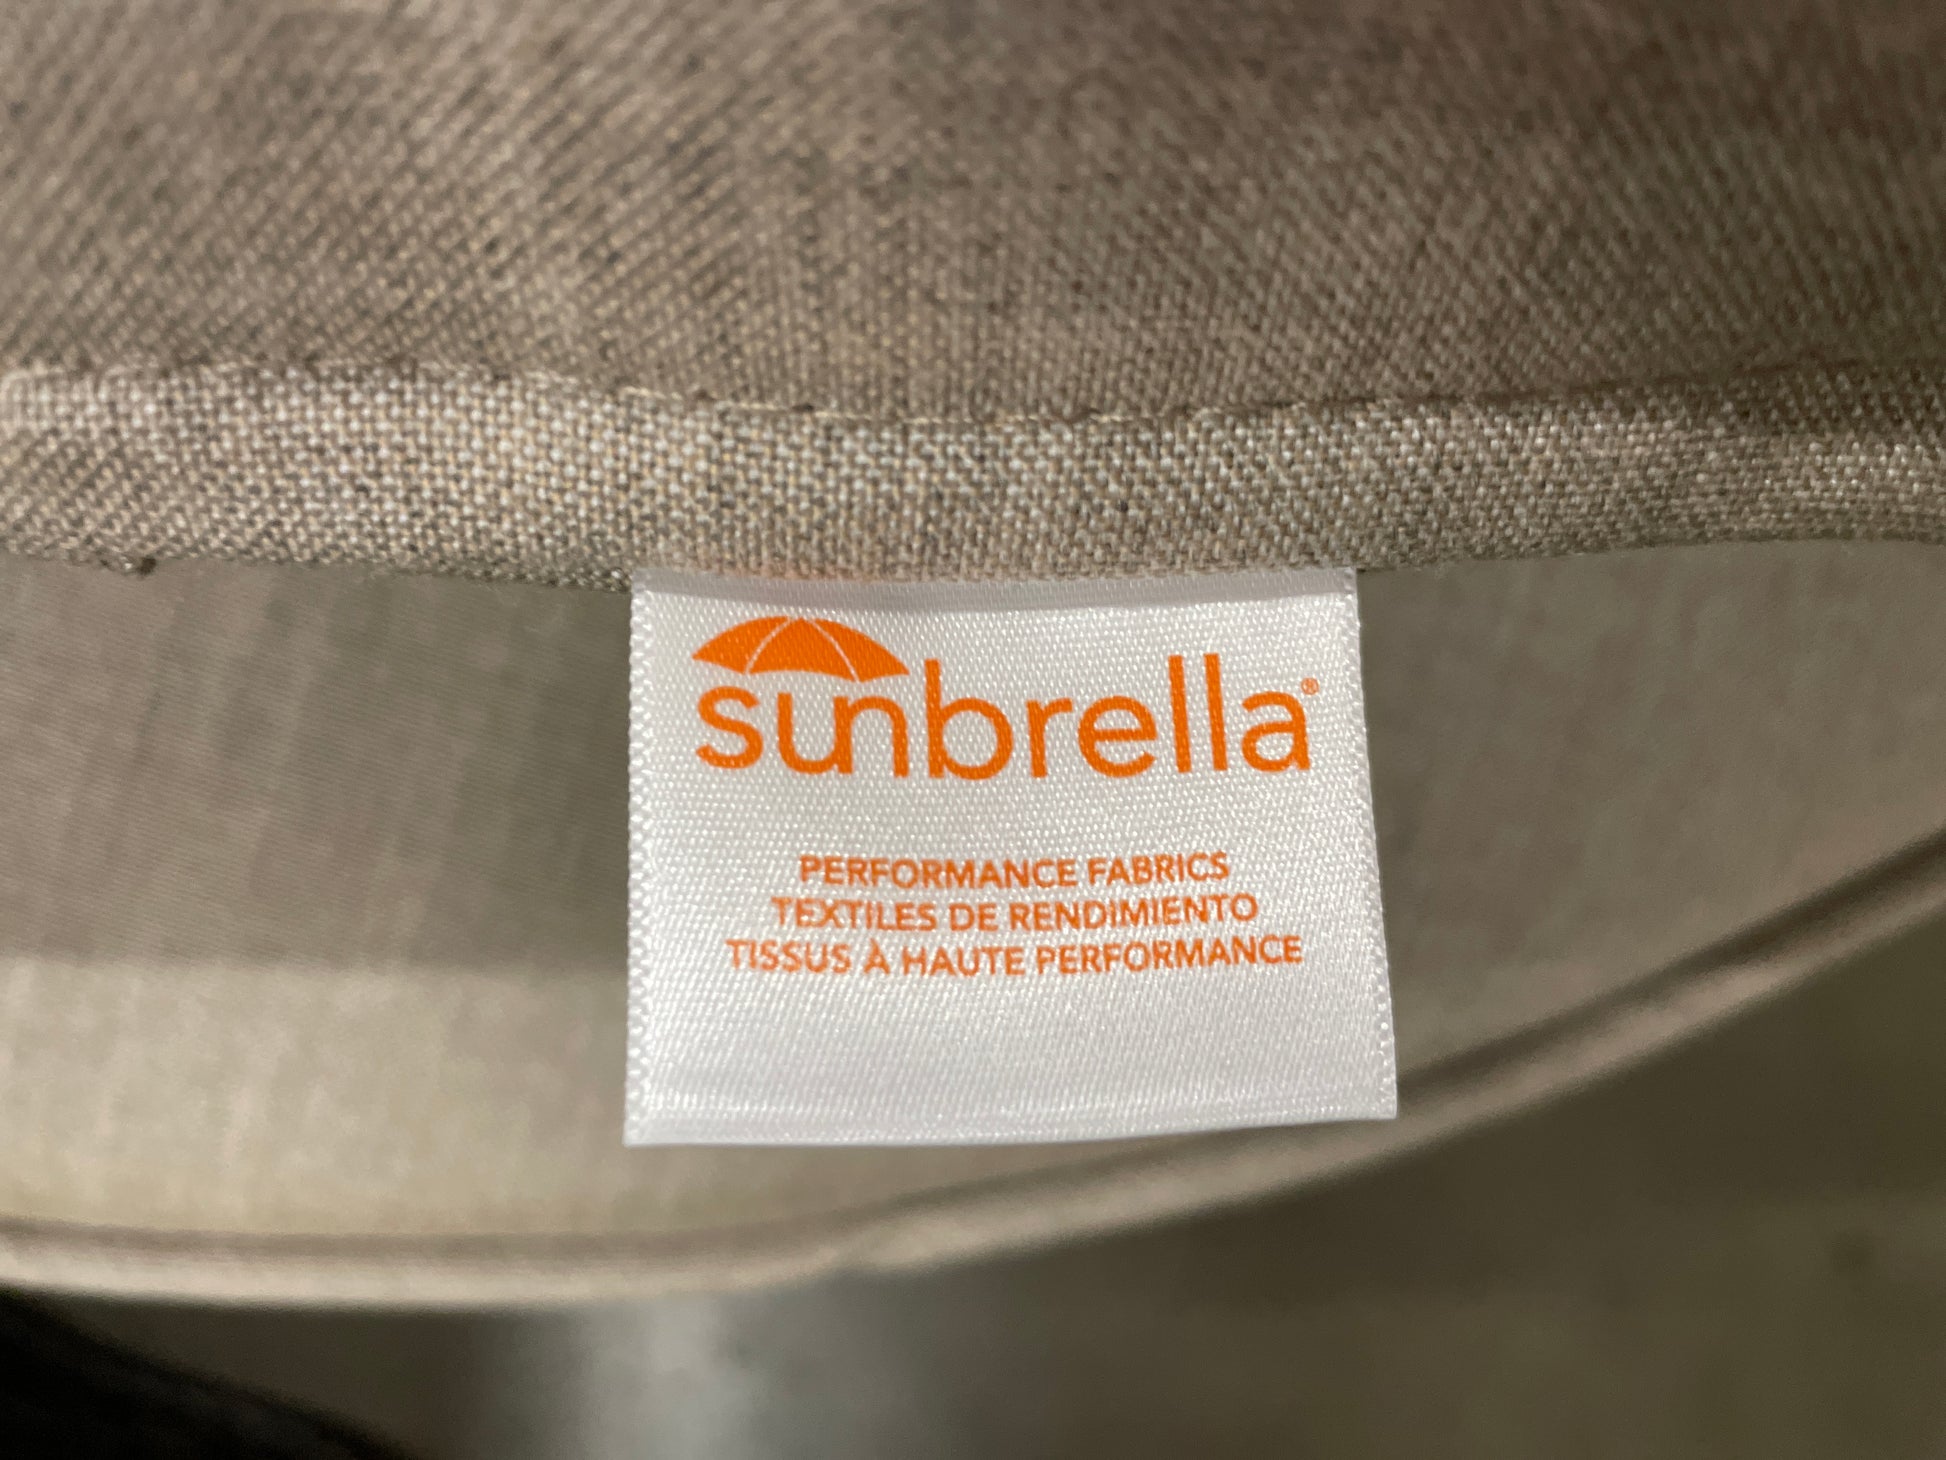 sunbrella®
PERFORMANCE FABRICS
TEXTILES DE RENDIMIENTO
TISSUS À HAUTE PERFORMANCE